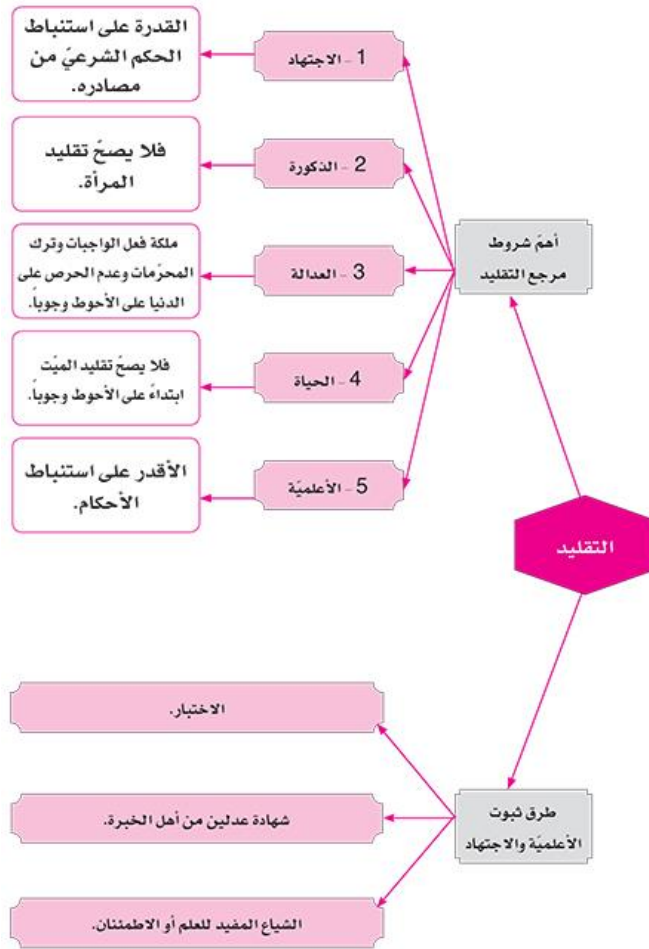 التقليد
أهمّ شروط
مرجع التقليد
1 - الاجتهاد
القدرة على استنباط
الحكم الشرعيّ من
مصادره.
2 - الذكورة
فلا يصحّ تقليد
المرأة.
3 - العدالة
ملكة فعل الواجبات وترك
المحرّمات وعدم الحرص على
الدنيا على الأحوط وجوباً.
4 - الحياة
فلا يصحّ تقليد الميّت
ابتداءً على الأحوط وجوباً.
5 - الأعلميّة
الأقدر على استنباط
الأحكام.
طرق ثبوت
الأعلميّة والاجتهاد
الاختبار.
شهادة عدلين من أهل الخبرة.
الشياع المفيد للعلم أو الاطمئنان.